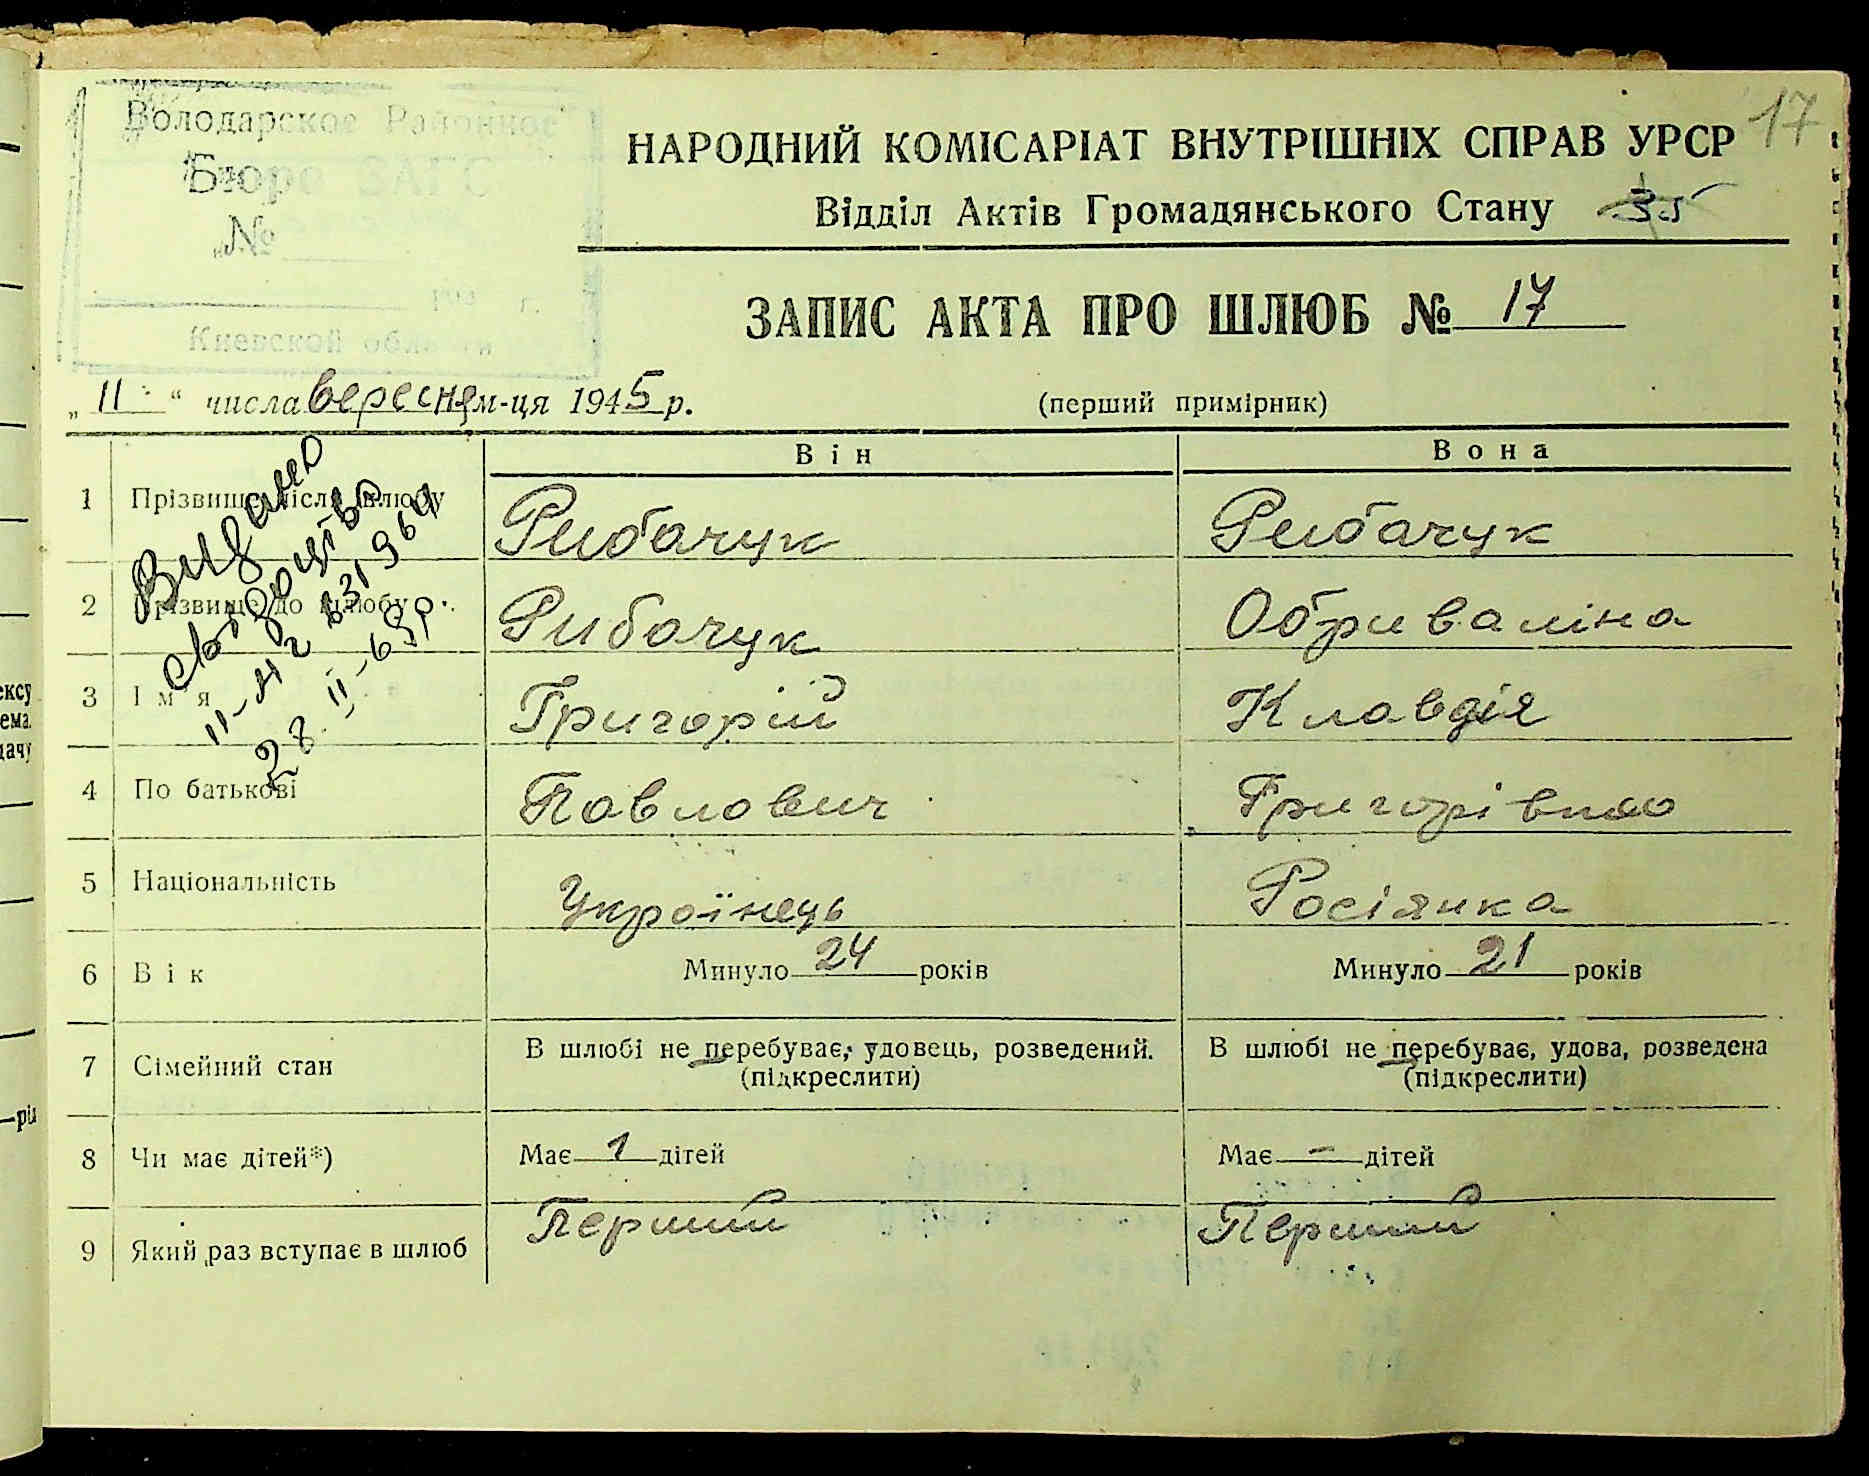 17
Володарское Районное
Бюро ЗАГС
№
194 г.
Киевской области
НАРОДНИЙ КОМІСАРІАТ ВНУТРІШНІХ СПРАВ УРСР
Відділ Актів Громадянського Стану 35
ЗАПИС АКТА ПРО ШЛЮБ № 17
„ 11 “ числа вересня м-ця 1945 р. (перший примірник)
Він Вона
1 Прізвище після шлюбу Рибачук Рибачук
2 Прізвище до шлюбу Рибачук Обриваліна
3 Ім'я Григорій Клавдія
4 По батькові Павлович Григорівна
5 Національність Українець Росіянка
6 Вік Минуло 24 років Минуло 21 років
7 Сімейний стан В шлюбі не перебуває, удовець, розведений. В шлюбі не перебуває, удова, розведена
(підкреслити) (підкреслити)
8 Чи має дітей*) Має 1 дітей Має - дітей
9 Який раз вступає в шлюб Перший Перший
Видано
свідоцтво
28.II-63р.